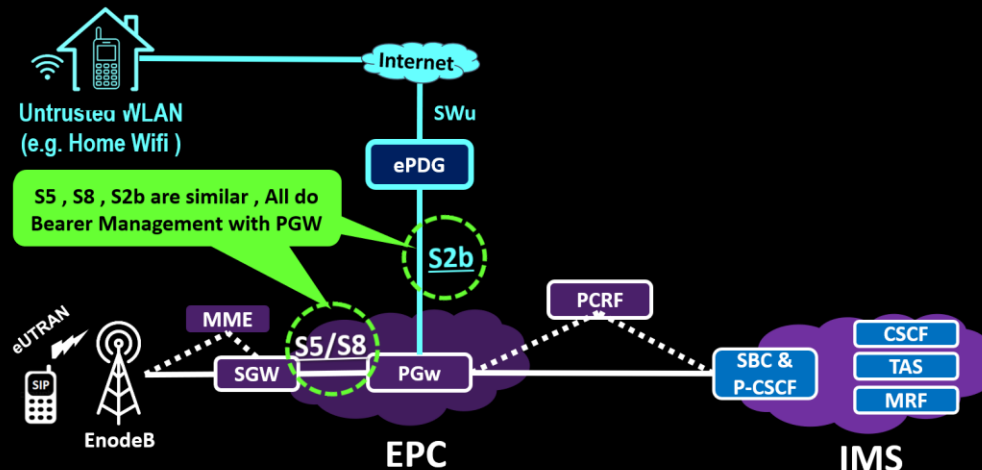 Untrusted WLAN
(e.g. Home Wifi )
Internet
SWu
ePDG
S5 , S8 , S2b are similar , All do
Bearer Management with PGW
S2b
eUTRAN
SIP
EnodeB
MME
SGW
S5/S8
PGw
EPC
PCRF
SBC &
P-CSCF
CSCF
TAS
MRF
IMS